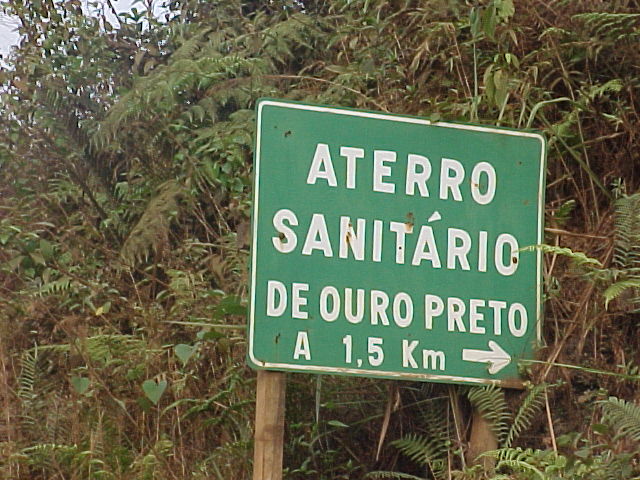 ATERRO
SANITÁRIO
DE OURO PRETO
A 1,5 Km